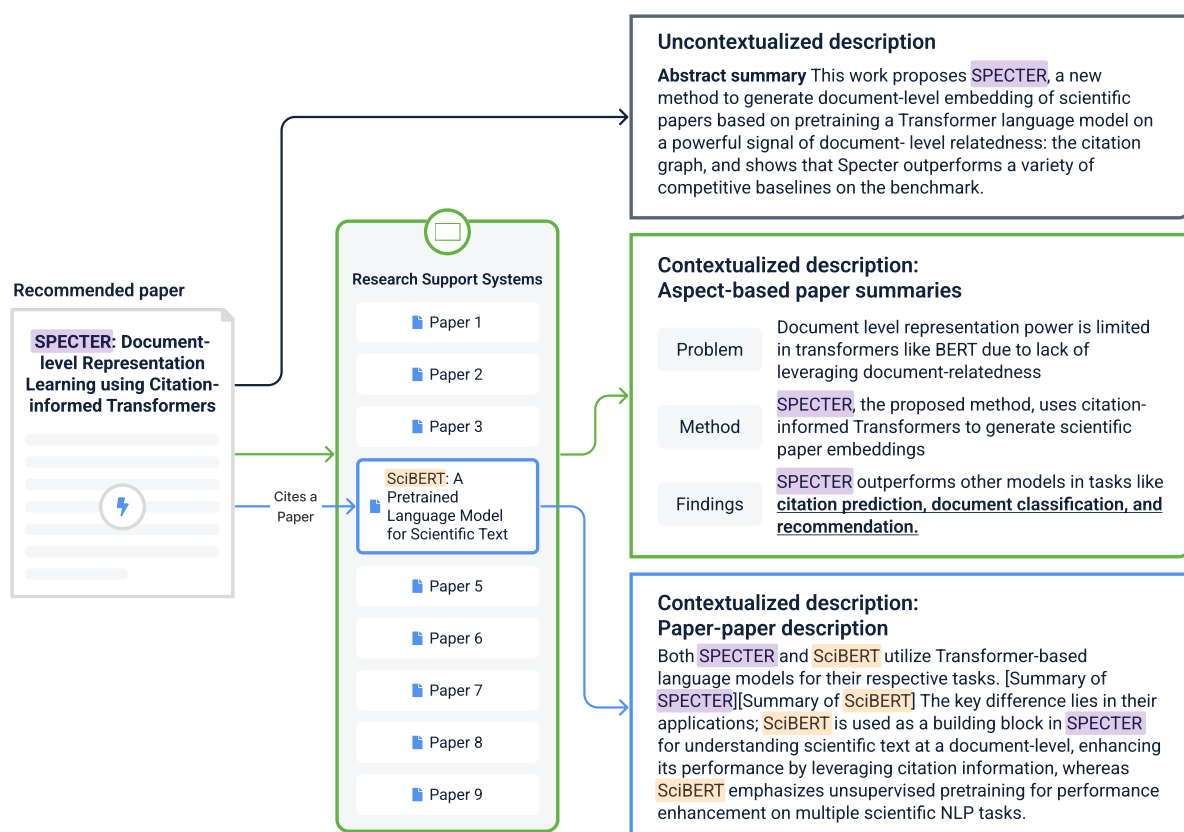 Uncontextualized description
Abstract summary This work proposes SPECTER, a new
method to generate document-level embedding of scientific
papers based on pretraining a Transformer language model on
a powerful signal of document- level relatedness: the citation
graph, and shows that Specter outperforms a variety of
competitive baselines on the benchmark.
Recommended paper
SPECTER: Document-
level Representation
Learning using Citation-
informed Transformers
Cites a
Paper
Research Support Systems
Paper 1
Paper 2
Paper 3
SciBERT: A
Pretrained
Language Model
for Scientific Text
Paper 5
Paper 6
Paper 7
Paper 8
Paper 9
Contextualized description:
Aspect-based paper summaries
Problem
Document level representation power is limited
in transformers like BERT due to lack of
leveraging document-relatedness
Method
SPECTER, the proposed method, uses citation-
informed Transformers to generate scientific
paper embeddings
Findings
SPECTER outperforms other models in tasks like
citation prediction, document classification, and
recommendation.
Contextualized description:
Paper-paper description
Both SPECTER and SciBERT utilize Transformer-based
language models for their respective tasks. [Summary of
SPECTER][Summary of SciBERT] The key difference lies in their
applications; SciBERT is used as a building block in SPECTER
for understanding scientific text at a document-level, enhancing
its performance by leveraging citation information, whereas
SciBERT emphasizes unsupervised pretraining for performance
enhancement on multiple scientific NLP tasks.